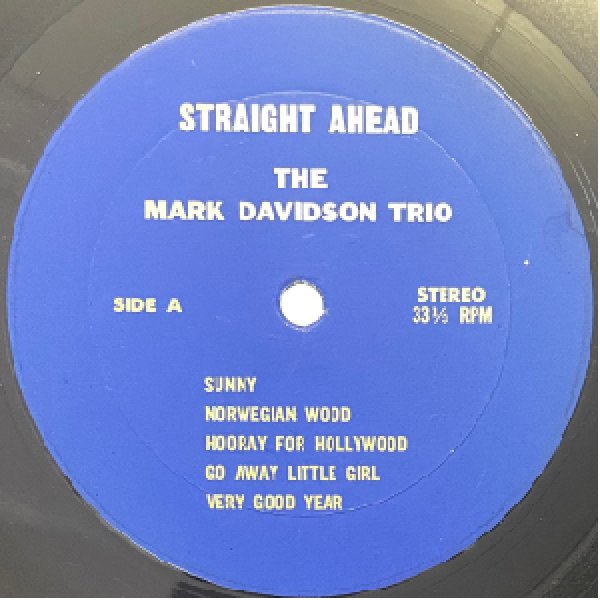 STRAIGHT AHEAD
THE
MARK DAVIDSON TRIO
SIDE A
STEREO
33⅓ RPM
SUNNY
NORWEGIAN WOOD
HOORAY FOR HOLLYWOOD
GO AWAY LITTLE GIRL
VERY GOOD YEAR